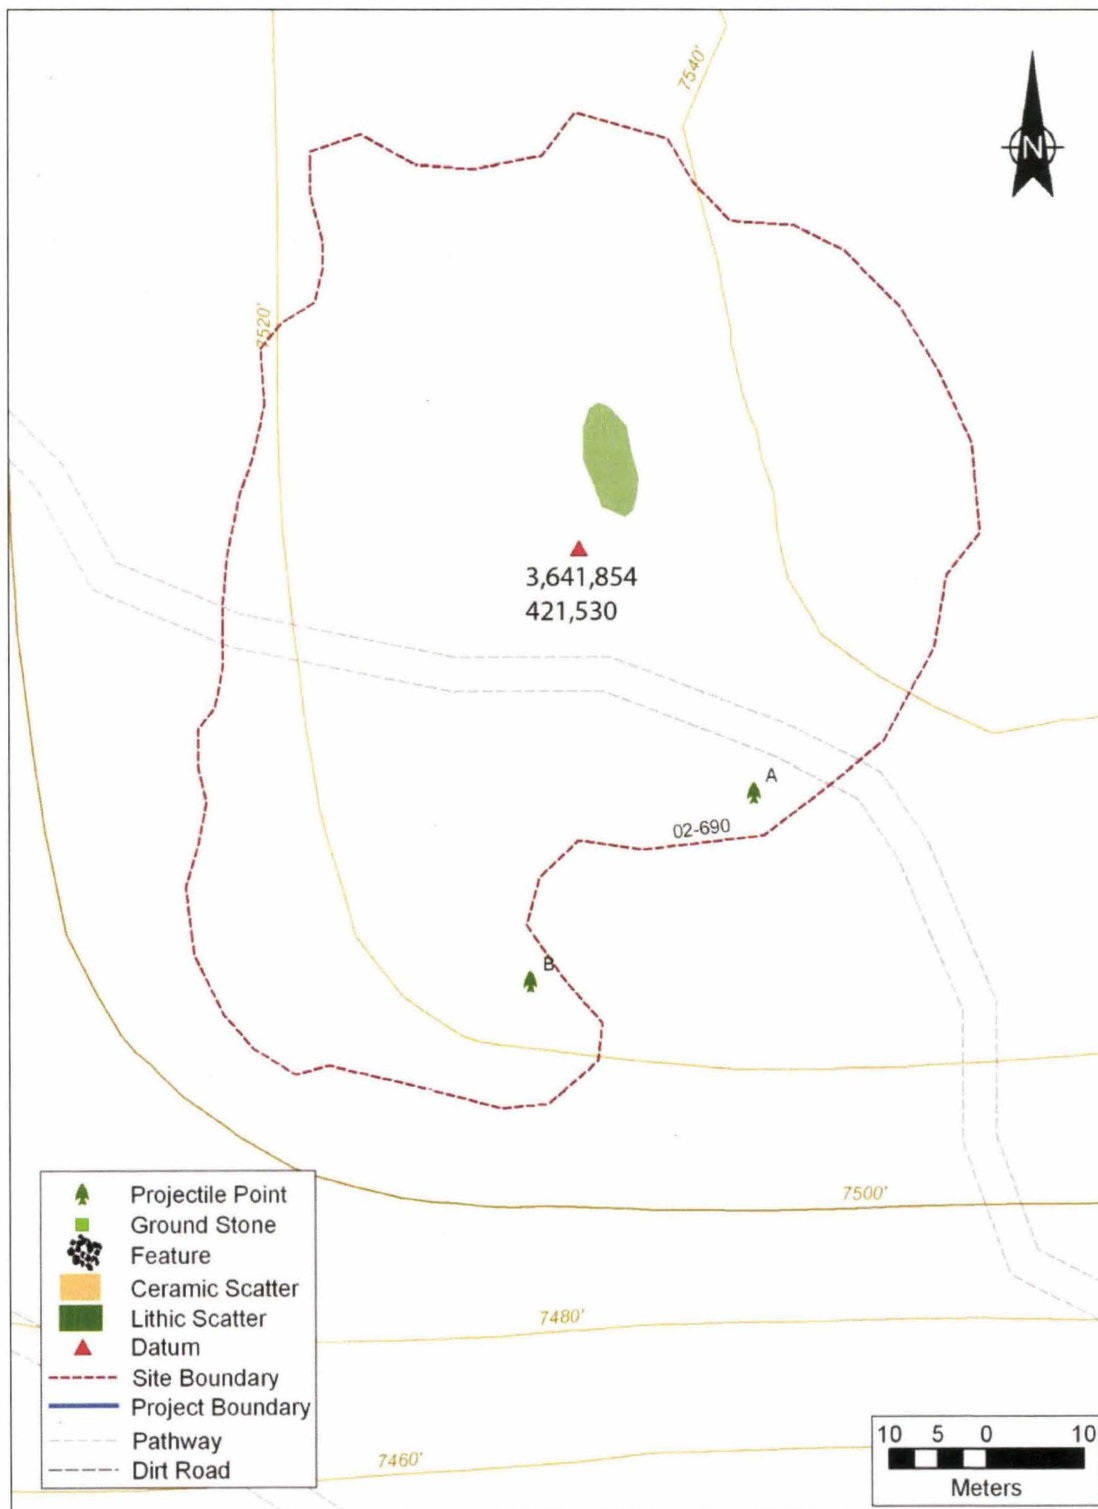 7540'
N
7520'
3,641,854
421,530
A
02-690
B
7500'
7480'
7460'
Projectile Point
Ground Stone
Feature
Ceramic Scatter
Lithic Scatter
Datum
Site Boundary
Project Boundary
Pathway
Dirt Road
10 5 0 10
Meters